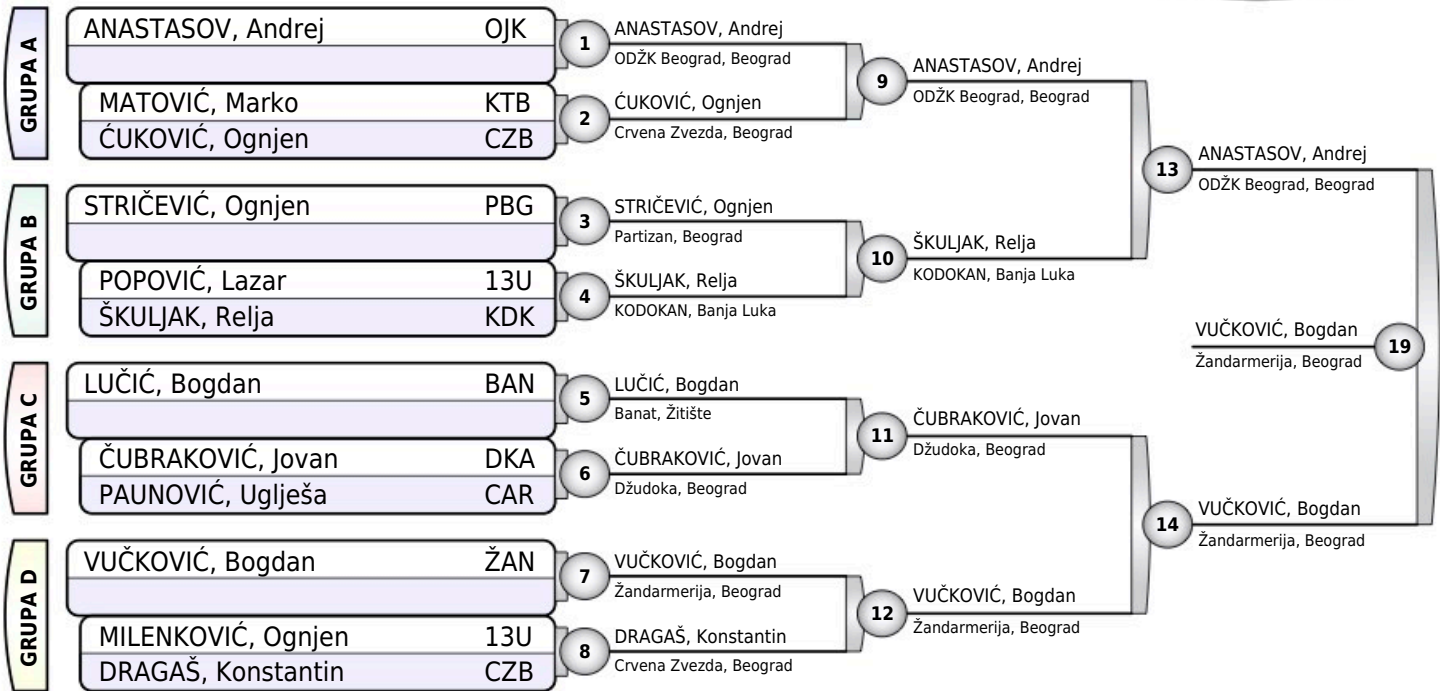 GRUPA A
ANASTASOV, Andrej OJK
MATOVIĆ, Marko KTB
ĆUKOVIĆ, Ognjen CZB
GRUPA B
STRIČEVIĆ, Ognjen PBG
POPOVIĆ, Lazar 13U
ŠKULJAK, Relja KDK
GRUPA C
LUČIĆ, Bogdan BAN
ČUBRAKOVIĆ, Jovan DKA
PAUNOVIĆ, Uglješa CAR
GRUPA D
VUČKOVIĆ, Bogdan ŽAN
MILENKOVIĆ, Ognjen 13U
DRAGAŠ, Konstantin CZB
1 ANASTASOV, Andrej
ODŽK Beograd, Beograd
2 ĆUKOVIĆ, Ognjen
Crvena Zvezda, Beograd
3 STRIČEVIĆ, Ognjen
Partizan, Beograd
4 ŠKULJAK, Relja
KODOKAN, Banja Luka
5 LUČIĆ, Bogdan
Banat, Žitište
6 ČUBRAKOVIĆ, Jovan
Džudoka, Beograd
7 VUČKOVIĆ, Bogdan
Žandarmerija, Beograd
8 DRAGAŠ, Konstantin
Crvena Zvezda, Beograd
9 ANASTASOV, Andrej
ODŽK Beograd, Beograd
10 ŠKULJAK, Relja
KODOKAN, Banja Luka
11 ČUBRAKOVIĆ, Jovan
Džudoka, Beograd
12 VUČKOVIĆ, Bogdan
Žandarmerija, Beograd
13 ANASTASOV, Andrej
ODŽK Beograd, Beograd
14 VUČKOVIĆ, Bogdan
Žandarmerija, Beograd
VUČKOVIĆ, Bogdan 19
Žandarmerija, Beograd